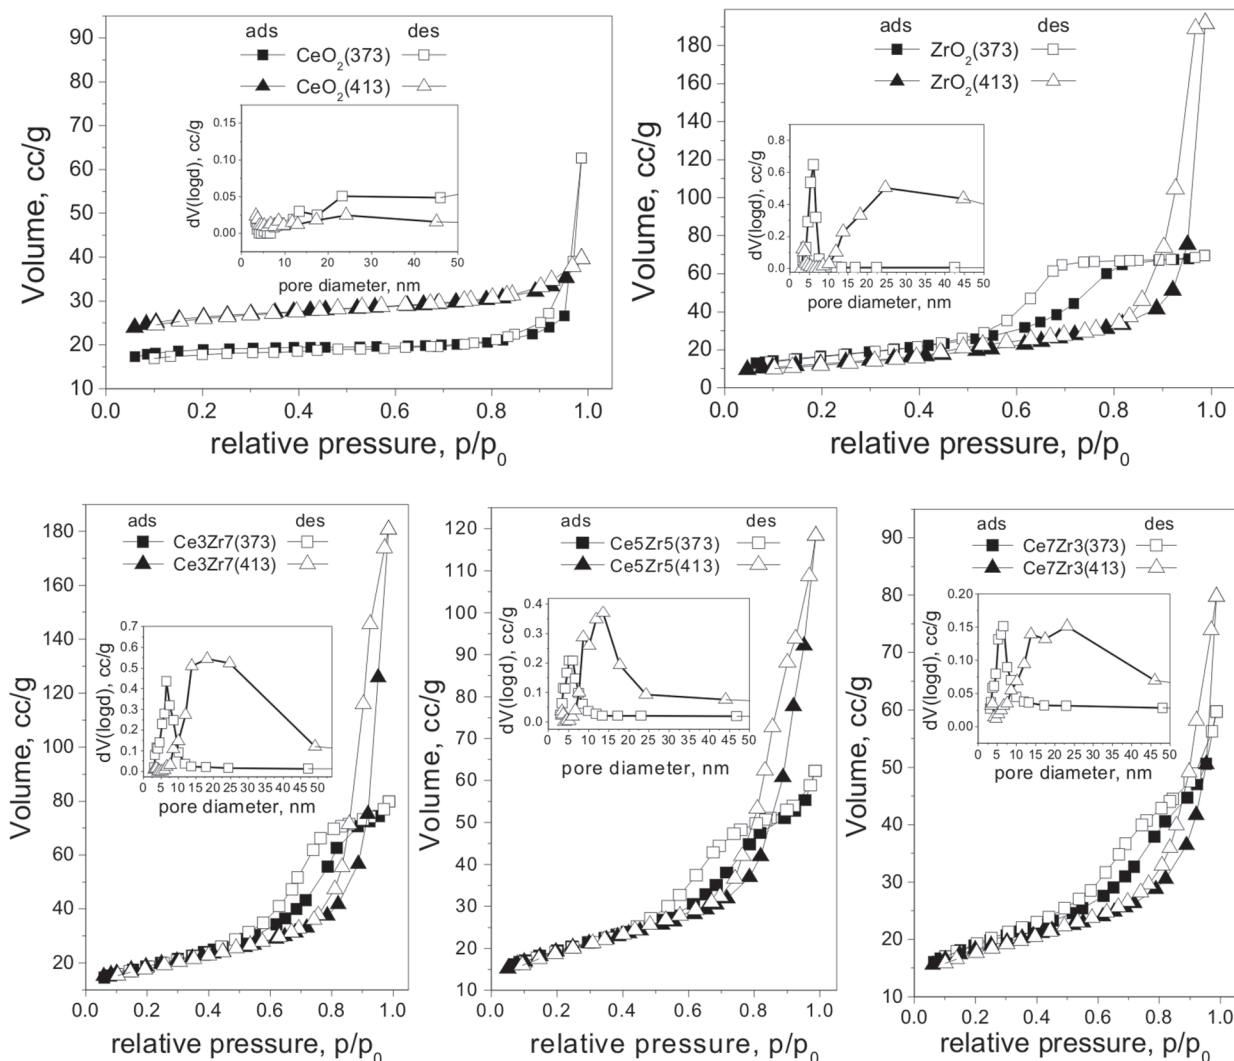 ads des
CeO2(373)
CeO2(413)
Volume, cc/g
90
80
70
60
50
40
30
20
10
0.0 0.2 0.4 0.6 0.8 1.0
relative pressure, p/p0
dV(logd), cc/g
0.15
0.10
0.05
0.00
0 10 20 30 40 50
pore diameter, nm
ads des
ZrO2(373)
ZrO2(413)
Volume, cc/g
180
160
140
120
100
80
60
40
20
0
0.0 0.2 0.4 0.6 0.8 1.0
relative pressure, p/p0
dV(logd), cc/g
0.8
0.6
0.4
0.2
0.0
0 5 10 15 20 25 30 35 40 45 50
pore diameter, nm
ads des
Ce3Zr7(373)
Ce3Zr7(413)
Volume, cc/g
180
160
140
120
100
80
60
40
20
0.0 0.2 0.4 0.6 0.8 1.0
relative pressure, p/p0
dV(logd), cc/g
0.7
0.6
0.5
0.4
0.3
0.2
0.1
0.0
0 5 10 15 20 25 30 35 40 45 50
pore diameter, nm
ads des
Ce5Zr5(373)
Ce5Zr5(413)
Volume, cc/g
120
110
100
90
80
70
60
50
40
30
20
10
0.0 0.2 0.4 0.6 0.8 1.0
relative pressure, p/p0
dV(logd), cc/g
0.4
0.3
0.2
0.1
0.0
0 5 10 15 20 25 30 35 40 45 50
pore diameter, nm
ads des
Ce7Zr3(373)
Ce7Zr3(413)
Volume, cc/g
90
80
70
60
50
40
30
20
10
0.0 0.2 0.4 0.6 0.8 1.0
relative pressure, p/p0
dV(logd), cc/g
0.20
0.15
0.10
0.05
0.00
0 5 10 15 20 25 30 35 40 45 50
pore diameter, nm